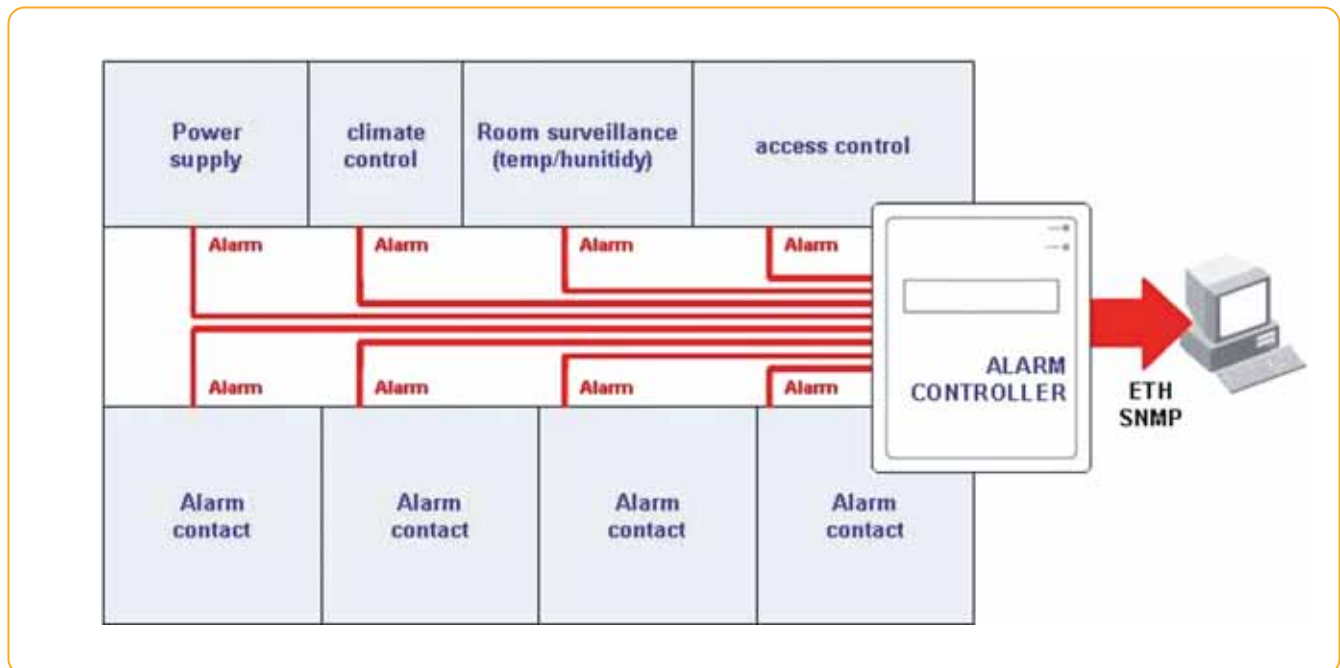 Power
supply
climate
control
Room surveillance
(temp/hunitidy)
access control
Alarm
Alarm
Alarm
Alarm
Alarm
Alarm
Alarm
Alarm
ALARM
CONTROLLER
ETH
SNMP
Alarm
contact
Alarm
contact
Alarm
contact
Alarm
contact